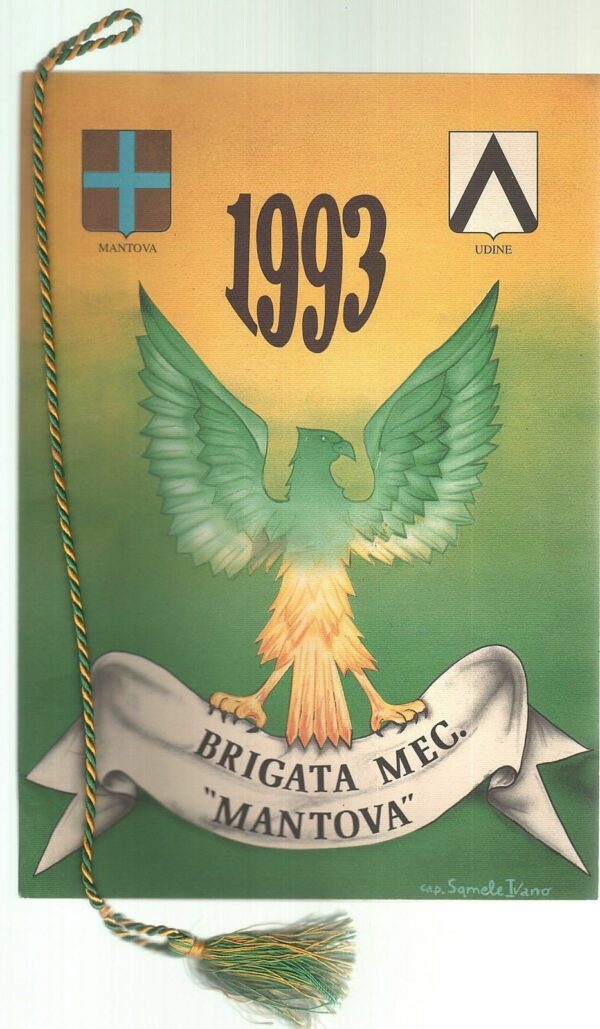 MANTOVA
UDINE
1993
BRIGATA MEC.
"MANTOVA"
cap. Samele Ivano